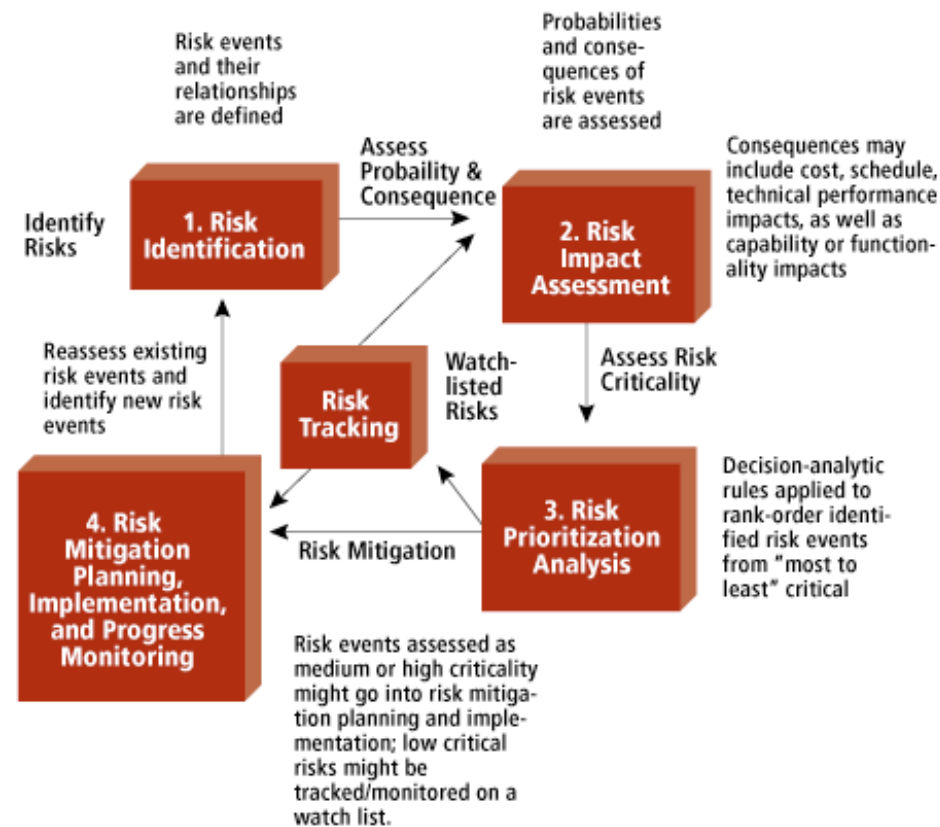 Risk events
and their
relationships
are defined
Probabilities
and conse-
quences of
risk events
are assessed
Assess
Probaility &
Consequence
Consequences may
include cost, schedule,
technical performance
impacts, as well as
capability or function-
ality impacts
Identify
Risks
1. Risk
Identification
2. Risk
Impact
Assessment
Reassess existing
risk events and
identify new risk
events
Risk
Tracking
Watch-
listed
Risks
Assess Risk
Criticality
4. Risk
Mitigation
Planning,
Implementation,
and Progress
Monitoring
Risk Mitigation
3. Risk
Prioritization
Analysis
Decision-analytic
rules applied to
rank-order identi-
fied risk events
from “most to
least” critical
Risk events assessed as
medium or high criticality
might go into risk mitiga-
tion planning and imple-
mentation; low critical
risks might be
tracked/monitored on a
watch list.